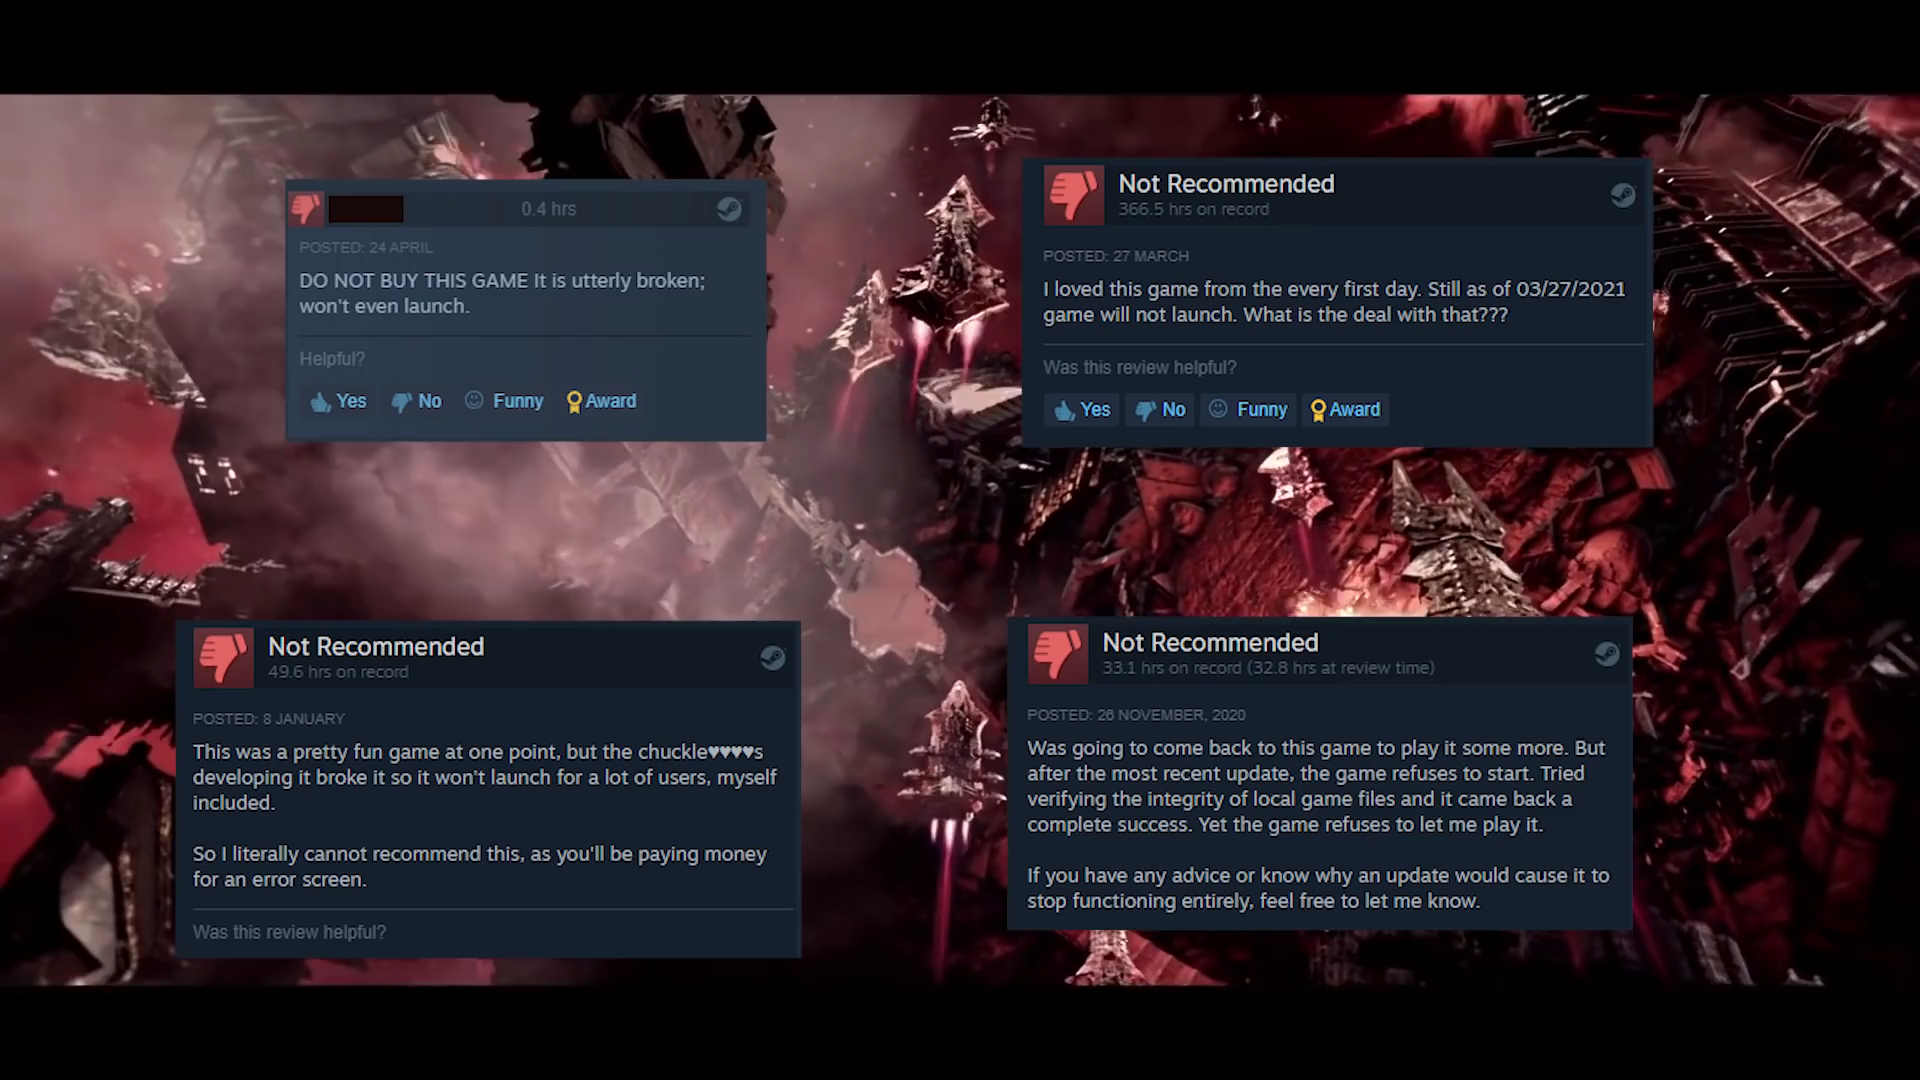 0.4 hrs
POSTED: 24 APRIL
DO NOT BUY THIS GAME It is utterly broken;
won't even launch.
Helpful?
Yes No Funny Award
Not Recommended
366.5 hrs on record
POSTED: 27 MARCH
I loved this game from the every first day. Still as of 03/27/2021
game will not launch. What is the deal with that???
Was this review helpful?
Yes No Funny Award
Not Recommended
49.6 hrs on record
POSTED: 8 JANUARY
This was a pretty fun game at one point, but the chuckle♥♥♥♥s
developing it broke it so it won't launch for a lot of users, myself
included.
So I literally cannot recommend this, as you'll be paying money
for an error screen.
Was this review helpful?
Not Recommended
33.1 hrs on record (32.8 hrs at review time)
POSTED: 26 NOVEMBER, 2020
Was going to come back to this game to play it some more. But
after the most recent update, the game refuses to start. Tried
verifying the integrity of local game files and it came back a
complete success. Yet the game refuses to let me play it.
If you have any advice or know why an update would cause it to
stop functioning entirely, feel free to let me know.